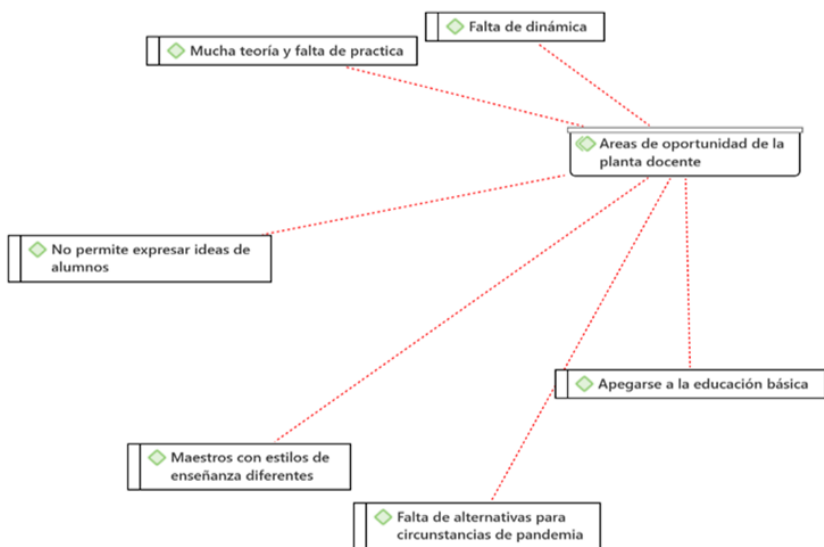 Falta de dinámica
Mucha teoría y falta de practica
Areas de oportunidad de la
planta docente
No permite expresar ideas de
alumnos
Apegarse a la educación básica
Maestros con estilos de
enseñanza diferentes
Falta de alternativas para
circunstancias de pandemia